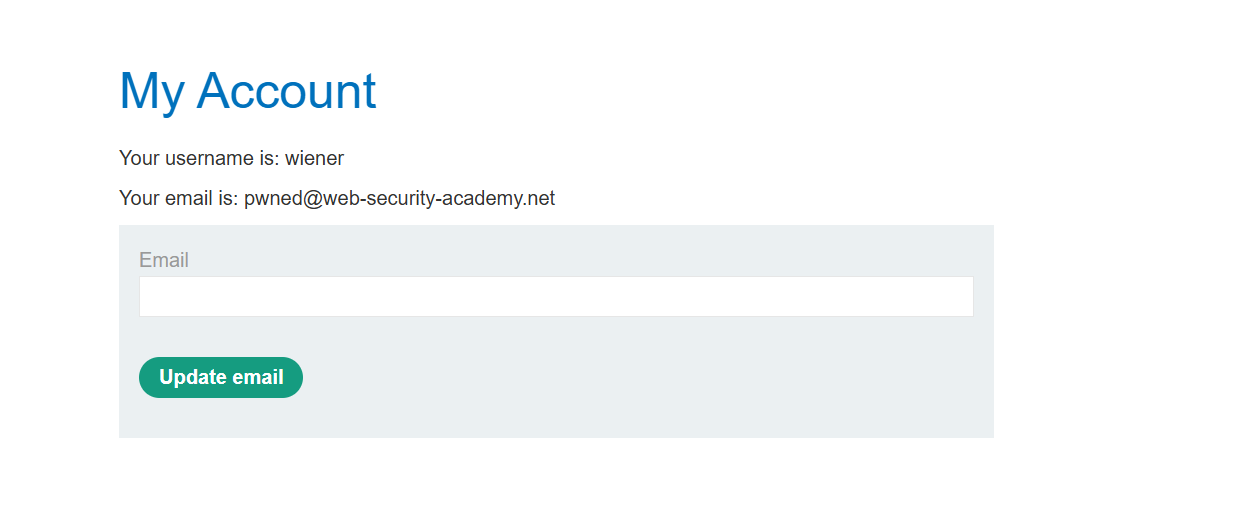 My Account
Your username is: wiener
Your email is: pwned@web-security-academy.net
Email
Update email